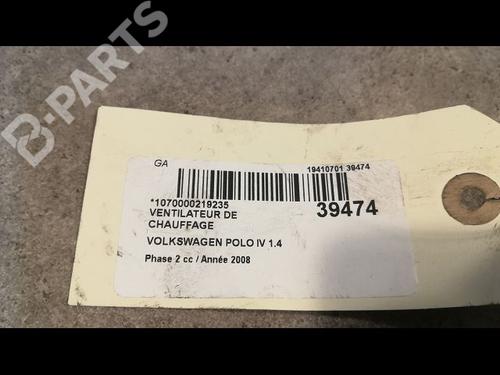 B-PARTS
GA
19410701 39474
*1070000219235
39474
VENTILATEUR DE
CHAUFFAGE
VOLKSWAGEN POLO IV 1.4
Phase 2 cc / Année 2008